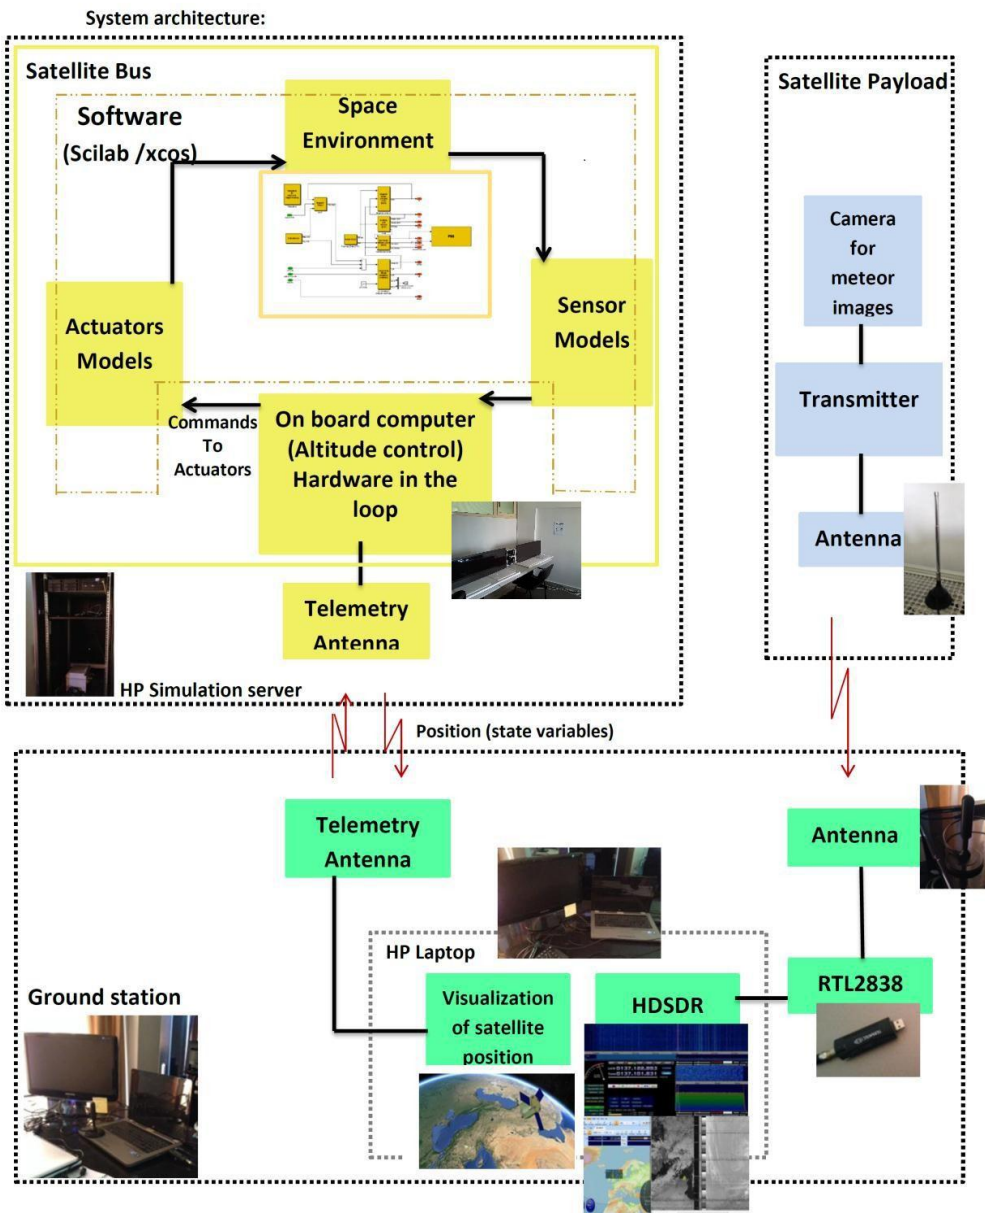 System architecture:
Satellite Bus
Software
(Scilab /xcos)
Space
Environment
Actuators
Models
Sensor
Models
Commands
To
Actuators
On board computer
(Altitude control)
Hardware in the
loop
Telemetry
Antenna
HP Simulation server
Satellite Payload
Camera
for
meteor
images
Transmitter
Antenna
Position (state variables)
Telemetry
Antenna
Antenna
HP Laptop
Ground station
Visualization
of satellite
position
HDSDR
RTL2838